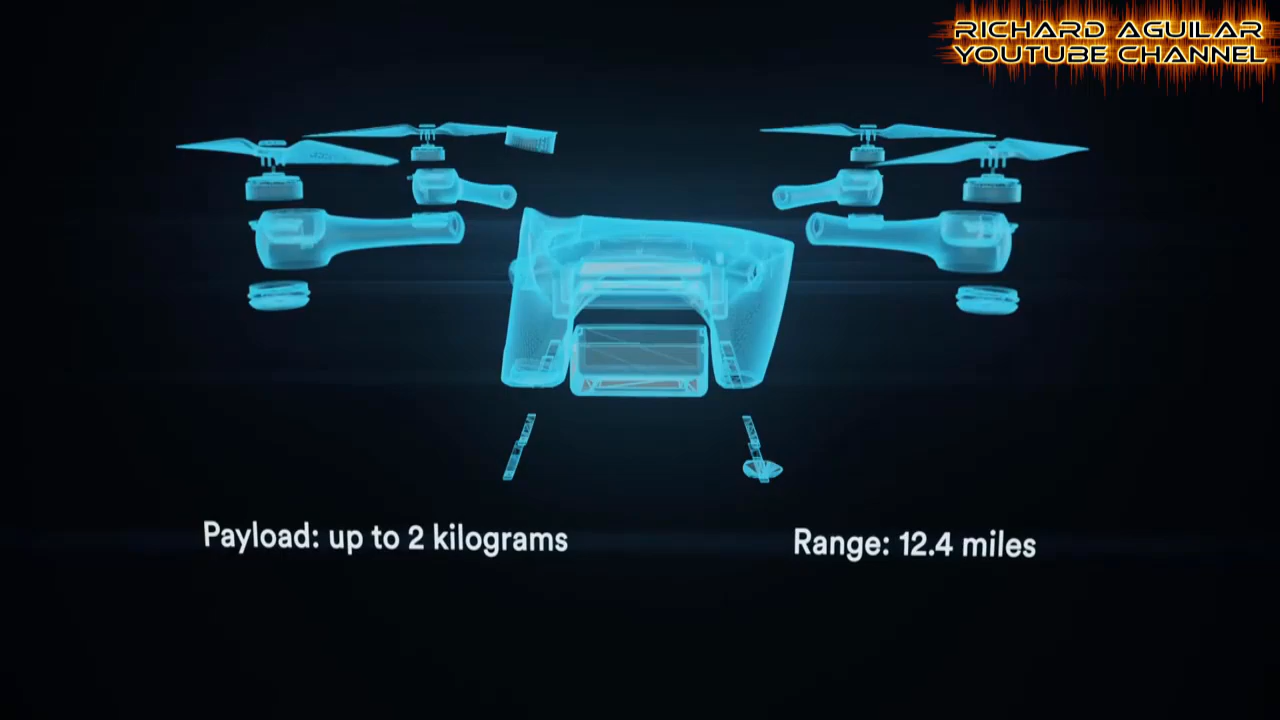 RICHARD AGUILAR
YOUTUBE CHANNEL
Payload: up to 2 kilograms
Range: 12.4 miles